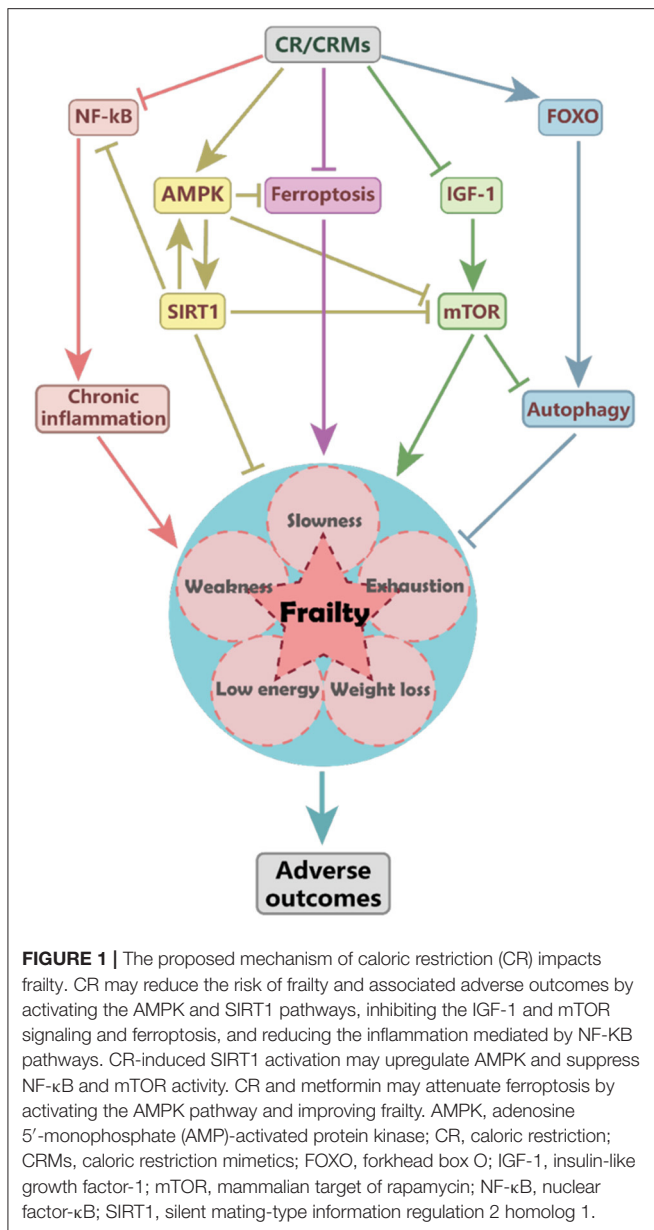 CR/CRMs
NF-kB
FOXO
AMPK
Ferroptosis
IGF-1
SIRT1
mTOR
Chronic
inflammation
Autophagy
Slowness
Weakness
Exhaustion
Frailty
Low energy
Weight loss
Adverse
outcomes
FIGURE 1 | The proposed mechanism of caloric restriction (CR) impacts
frailty. CR may reduce the risk of frailty and associated adverse outcomes by
activating the AMPK and SIRT1 pathways, inhibiting the IGF-1 and mTOR
signaling and ferroptosis, and reducing the inflammation mediated by NF-KB
pathways. CR-induced SIRT1 activation may upregulate AMPK and suppress
NF-κB and mTOR activity. CR and metformin may attenuate ferroptosis by
activating the AMPK pathway and improving frailty. AMPK, adenosine
5′-monophosphate (AMP)-activated protein kinase; CR, caloric restriction;
CRMs, caloric restriction mimetics; FOXO, forkhead box O; IGF-1, insulin-like
growth factor-1; mTOR, mammalian target of rapamycin; NF-κB, nuclear
factor-κB; SIRT1, silent mating-type information regulation 2 homolog 1.